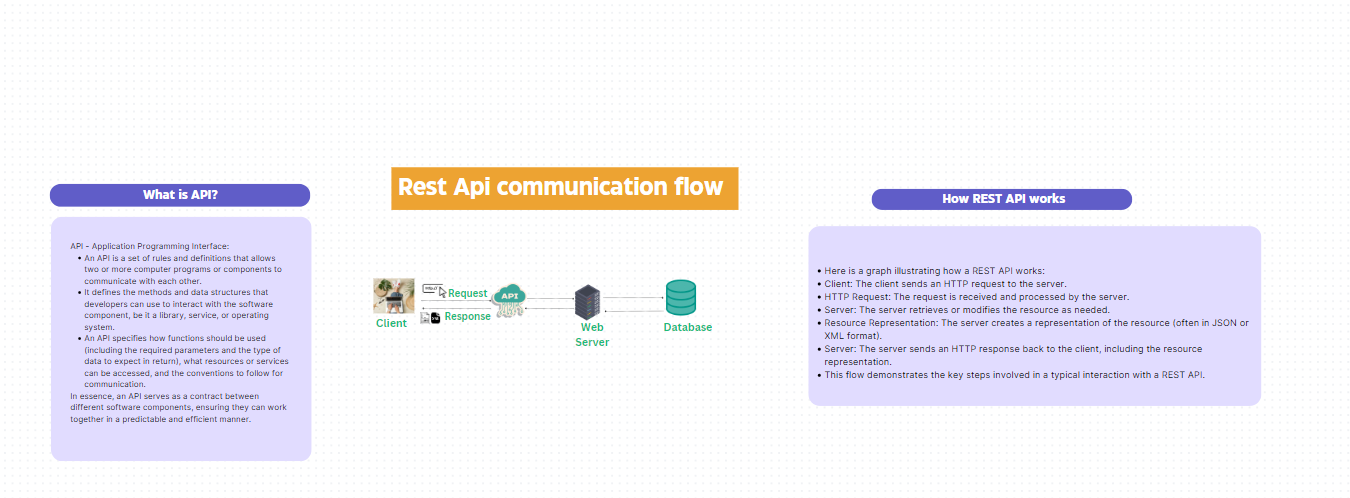 What is API?
API - Application Programming Interface:
• An API is a set of rules and definitions that allows
two or more computer programs or components to
communicate with each other.
• It defines the methods and data structures that
developers can use to interact with the software
component, be it a library, service, or operating
system.
• An API specifies how functions should be used
(including the required parameters and the type of
data to expect in return), what resources or services
can be accessed, and the conventions to follow for
communication.
In essence, an API serves as a contract between
different software components, ensuring they can work
together in a predictable and efficient manner.
Rest Api communication flow
Request
API
Response
Client
Web
Server
Database
How REST API works
• Here is a graph illustrating how a REST API works:
• Client: The client sends an HTTP request to the server.
• HTTP Request: The request is received and processed by the server.
• Server: The server retrieves or modifies the resource as needed.
• Resource Representation: The server creates a representation of the resource (often in JSON or
XML format).
• Server: The server sends an HTTP response back to the client, including the resource
representation.
• This flow demonstrates the key steps involved in a typical interaction with a REST API.